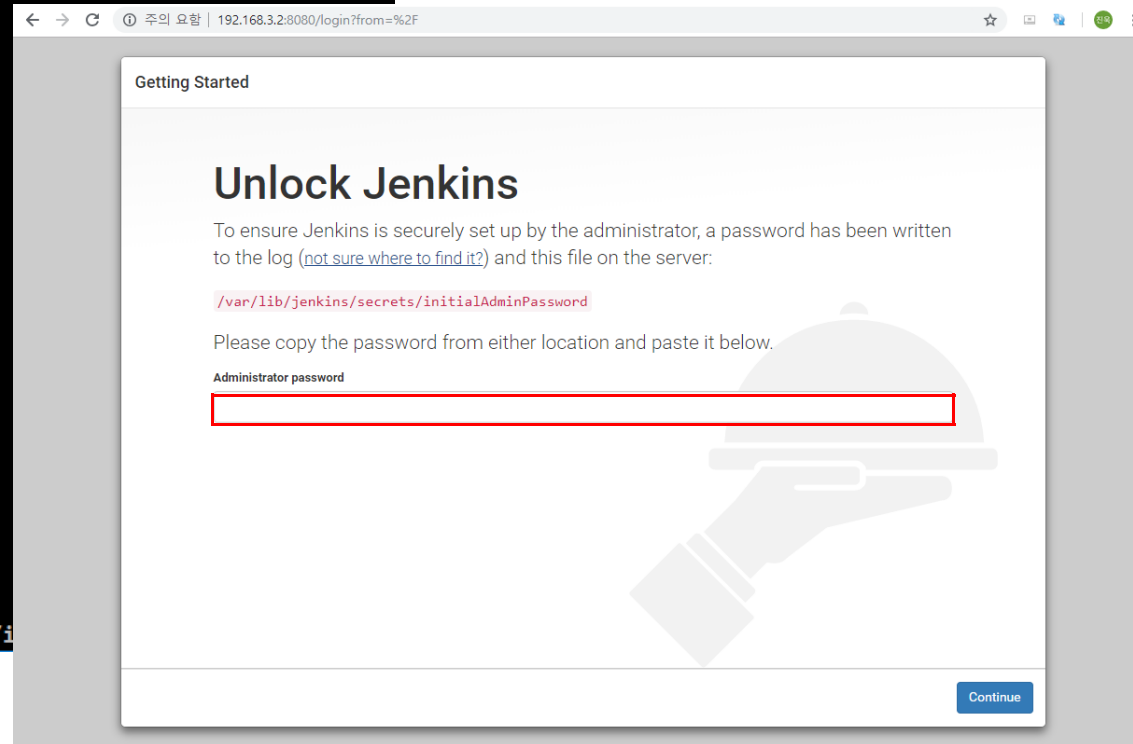 주의 요함 | 192.168.3.2:8080/login?from=%2F
진욱
Getting Started
Unlock Jenkins
To ensure Jenkins is securely set up by the administrator, a password has been written
to the log (not sure where to find it?) and this file on the server:
/var/lib/jenkins/secrets/initialAdminPassword
Please copy the password from either location and paste it below.
Administrator password
/i
Continue